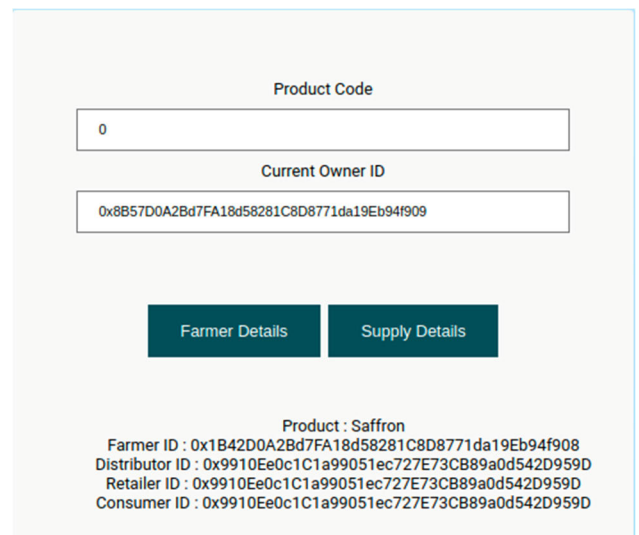 Product Code
0
Current Owner ID
0x8B57D0A2Bd7FA18d58281C8D8771da19Eb94f909
Farmer Details
Supply Details
Product : Saffron
Farmer ID : 0x1B42D0A2Bd7FA18d58281C8D8771da19Eb94f908
Distributor ID : 0x9910Ee0c1C1a99051ec727E73CB89a0d542D959D
Retailer ID : 0x9910Ee0c1C1a99051ec727E73CB89a0d542D959D
Consumer ID : 0x9910Ee0c1C1a99051ec727E73CB89a0d542D959D